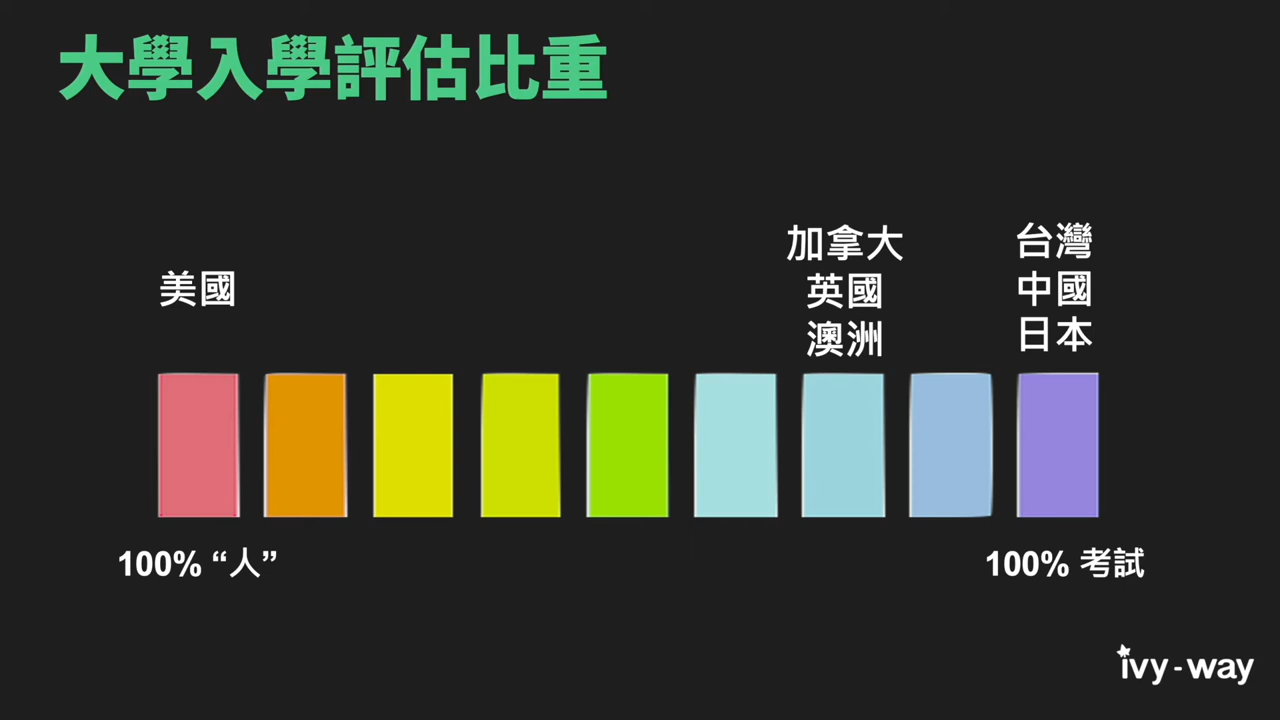 大學入學評估比重
美國
加拿大
英國
澳洲
台灣
中國
日本
100% “人”
100% 考試
ivy-way